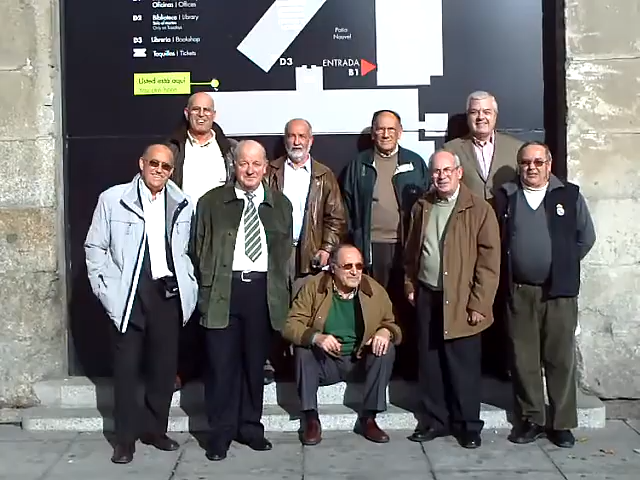 Oficinas | Offices
D2
Biblioteca | Library
D3 Librería | Bookshop
Taquillas | Tickets
Patio
Nouvel
D3
ENTRADA
B1
Usted está aquí
You are here